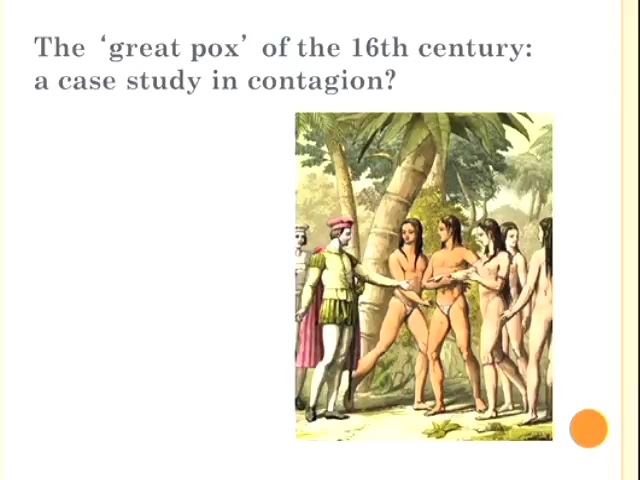 The ‘great pox’ of the 16th century:
a case study in contagion?